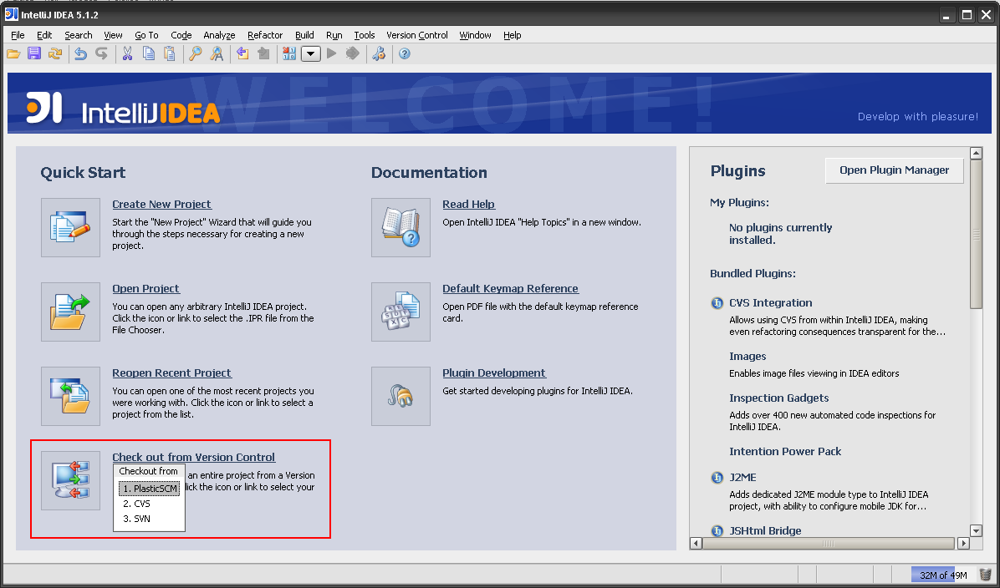 IntelliJ IDEA 5.1.2
File Edit Search View Go To Code Analyze Refactor Build Run Tools Version Control Window Help
WELCOME!
IntelliJIDEA
Develop with pleasure!
Quick Start
Create New Project
Start the "New Project" Wizard that will guide you
through the steps necessary for creating a new
project.
Open Project
You can open any arbitrary IntelliJ IDEA project.
Click the icon or link to select the .IPR file from the
File Chooser.
Reopen Recent Project
You can open one of the most recent projects you
were working with. Click the icon or link to select a
project from the list.
Check out from Version Control
an entire project from a Version
lick the icon or link to select your
Checkout from
1. PlasticSCM
2. CVS
3. SVN
Documentation
Read Help
Open IntelliJ IDEA "Help Topics" in a new window.
Default Keymap Reference
Open PDF file with the default keymap reference
card.
Plugin Development
Get started developing plugins for IntelliJ IDEA.
Plugins
Open Plugin Manager
My Plugins:
No plugins currently
installed.
Bundled Plugins:
CVS Integration
Allows using CVS from within IntelliJ IDEA, making
even refactoring consequences transparent for the...
Images
Enables image files viewing in IDEA editors
Inspection Gadgets
Adds over 400 new automated code inspections for
IntelliJ IDEA.
Intention Power Pack
J2ME
Adds dedicated J2ME module type to IntelliJ IDEA
project, with ability to configure mobile JDK for...
JSHtml Bridge
32M of 49M